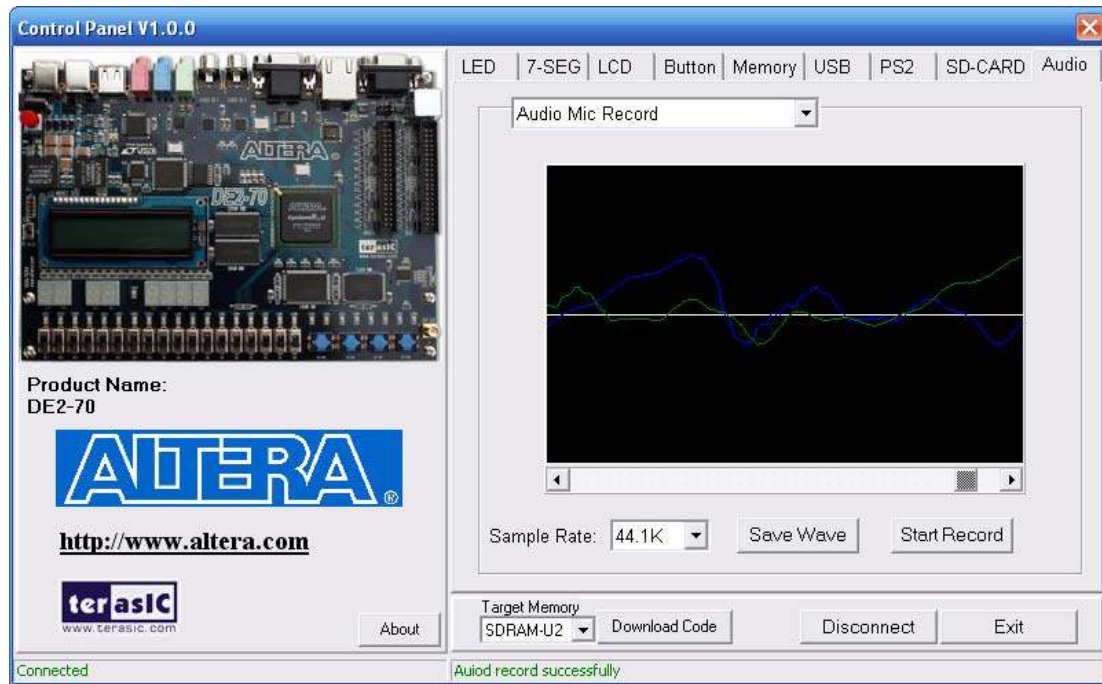 Control Panel V1.0.0
ALTERA
DE2-70
ALTERA
terasIC
Product Name:
DE2-70
ALTERA®
http://www.altera.com
terasIC
www.terasic.com
About
Connected
LED 7-SEG LCD Button Memory USB PS2 SD-CARD Audio
Audio Mic Record
Sample Rate: 44.1K Save Wave Start Record
Target Memory
SDRAM-U2 Download Code Disconnect Exit
Auiod record successfully